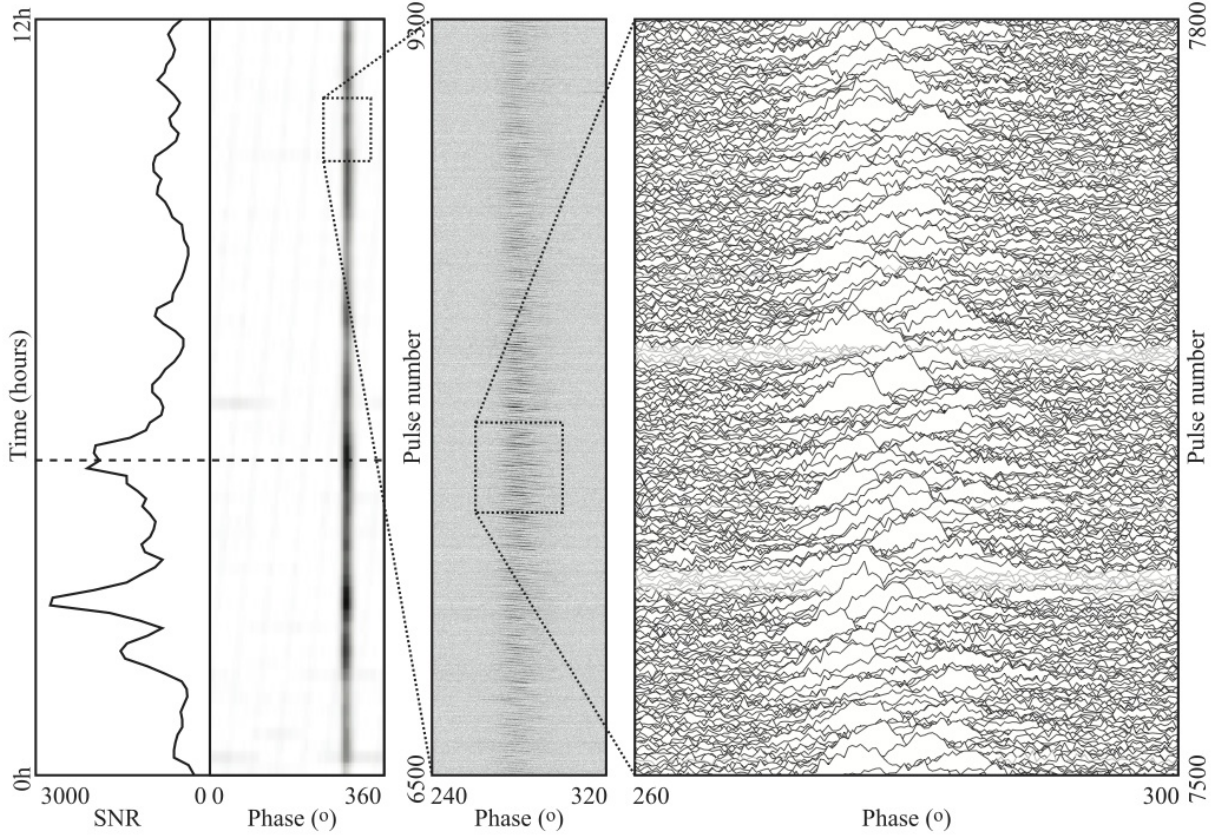 12h
Time (hours)
0h
3000
0
SNR
0
360
Phase (°)
9300
Pulse number
6500
240
320
Phase (°)
7800
Pulse number
7500
260
300
Phase (°)